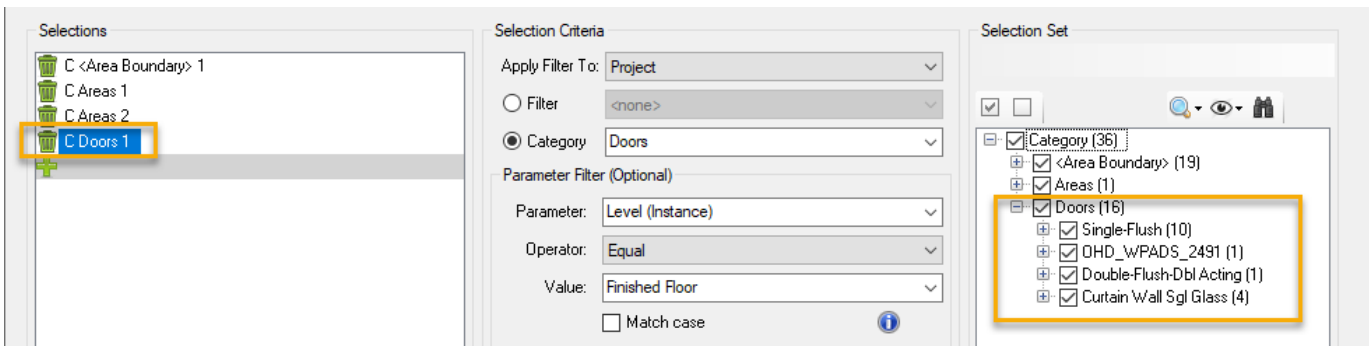 Selections
C <Area Boundary> 1
C Areas 1
C Areas 2
C Doors 1
Selection Criteria
Apply Filter To: Project
Filter <none>
Category Doors
Parameter Filter (Optional)
Parameter: Level (Instance)
Operator: Equal
Value: Finished Floor
Match case
Selection Set
Category (36)
<Area Boundary> (19)
Areas (1)
Doors (16)
Single-Flush (10)
OHD_WPADS_2491 (1)
Double-Flush-Dbl Acting (1)
Curtain Wall Sgl Glass (4)